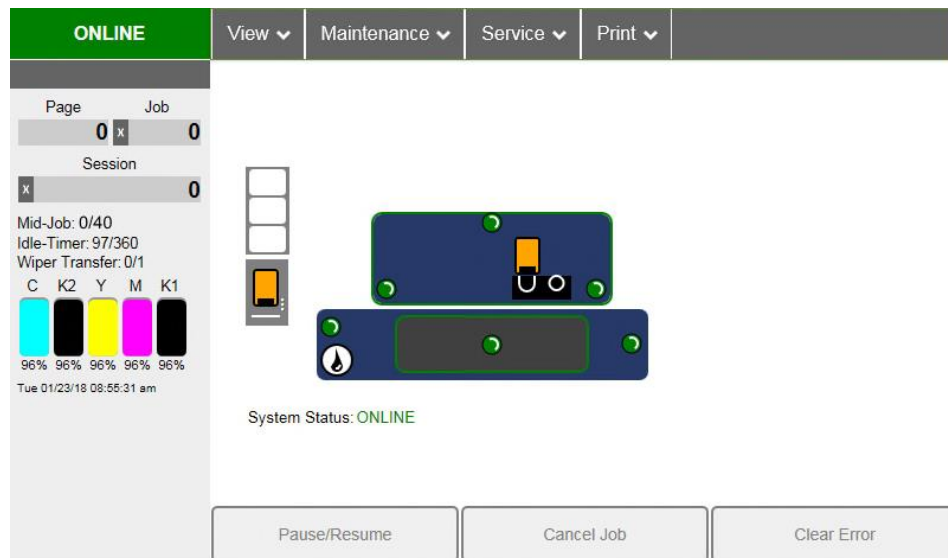 ONLINE View Maintenance Service Print
Page Job
0 x 0
Session
x 0
Mid-Job: 0/40
Idle-Timer: 97/360
Wiper Transfer: 0/1
C K2 Y M K1
96% 96% 96% 96% 96%
Tue 01/23/18 08:55:31 am
System Status: ONLINE
Pause/Resume Cancel Job Clear Error